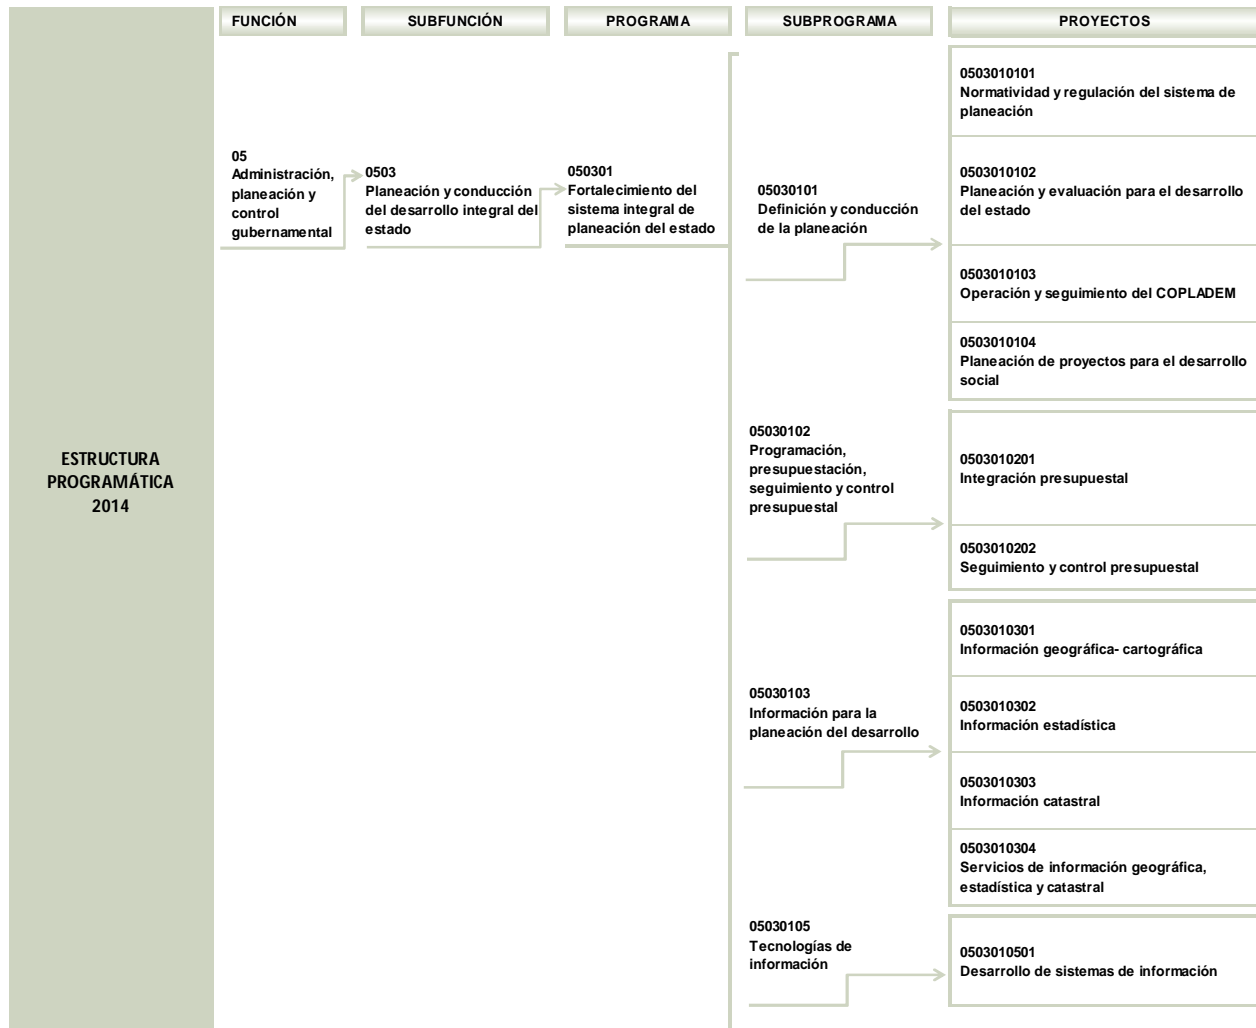 FUNCIÓN
SUBFUNCIÓN
PROGRAMA
SUBPROGRAMA
PROYECTOS
ESTRUCTURA
PROGRAMÁTICA
2014
05
Administración,
planeación y
control
gubernamental
0503
Planeación y conducción
del desarrollo integral del
estado
050301
Fortalecimiento del
sistema integral de
planeación del estado
05030101
Definición y conducción
de la planeación
0503010101
Normatividad y regulación del sistema de
planeación
0503010102
Planeación y evaluación para el desarrollo
del estado
0503010103
Operación y seguimiento del COPLADEM
0503010104
Planeación de proyectos para el desarrollo
social
05030102
Programación,
presupuestación,
seguimiento y control
presupuestal
0503010201
Integración presupuestal
0503010202
Seguimiento y control presupuestal
05030103
Información para la
planeación del desarrollo
0503010301
Información geográfica- cartográfica
0503010302
Información estadística
0503010303
Información catastral
0503010304
Servicios de información geográfica,
estadística y catastral
05030105
Tecnologías de
información
0503010501
Desarrollo de sistemas de información